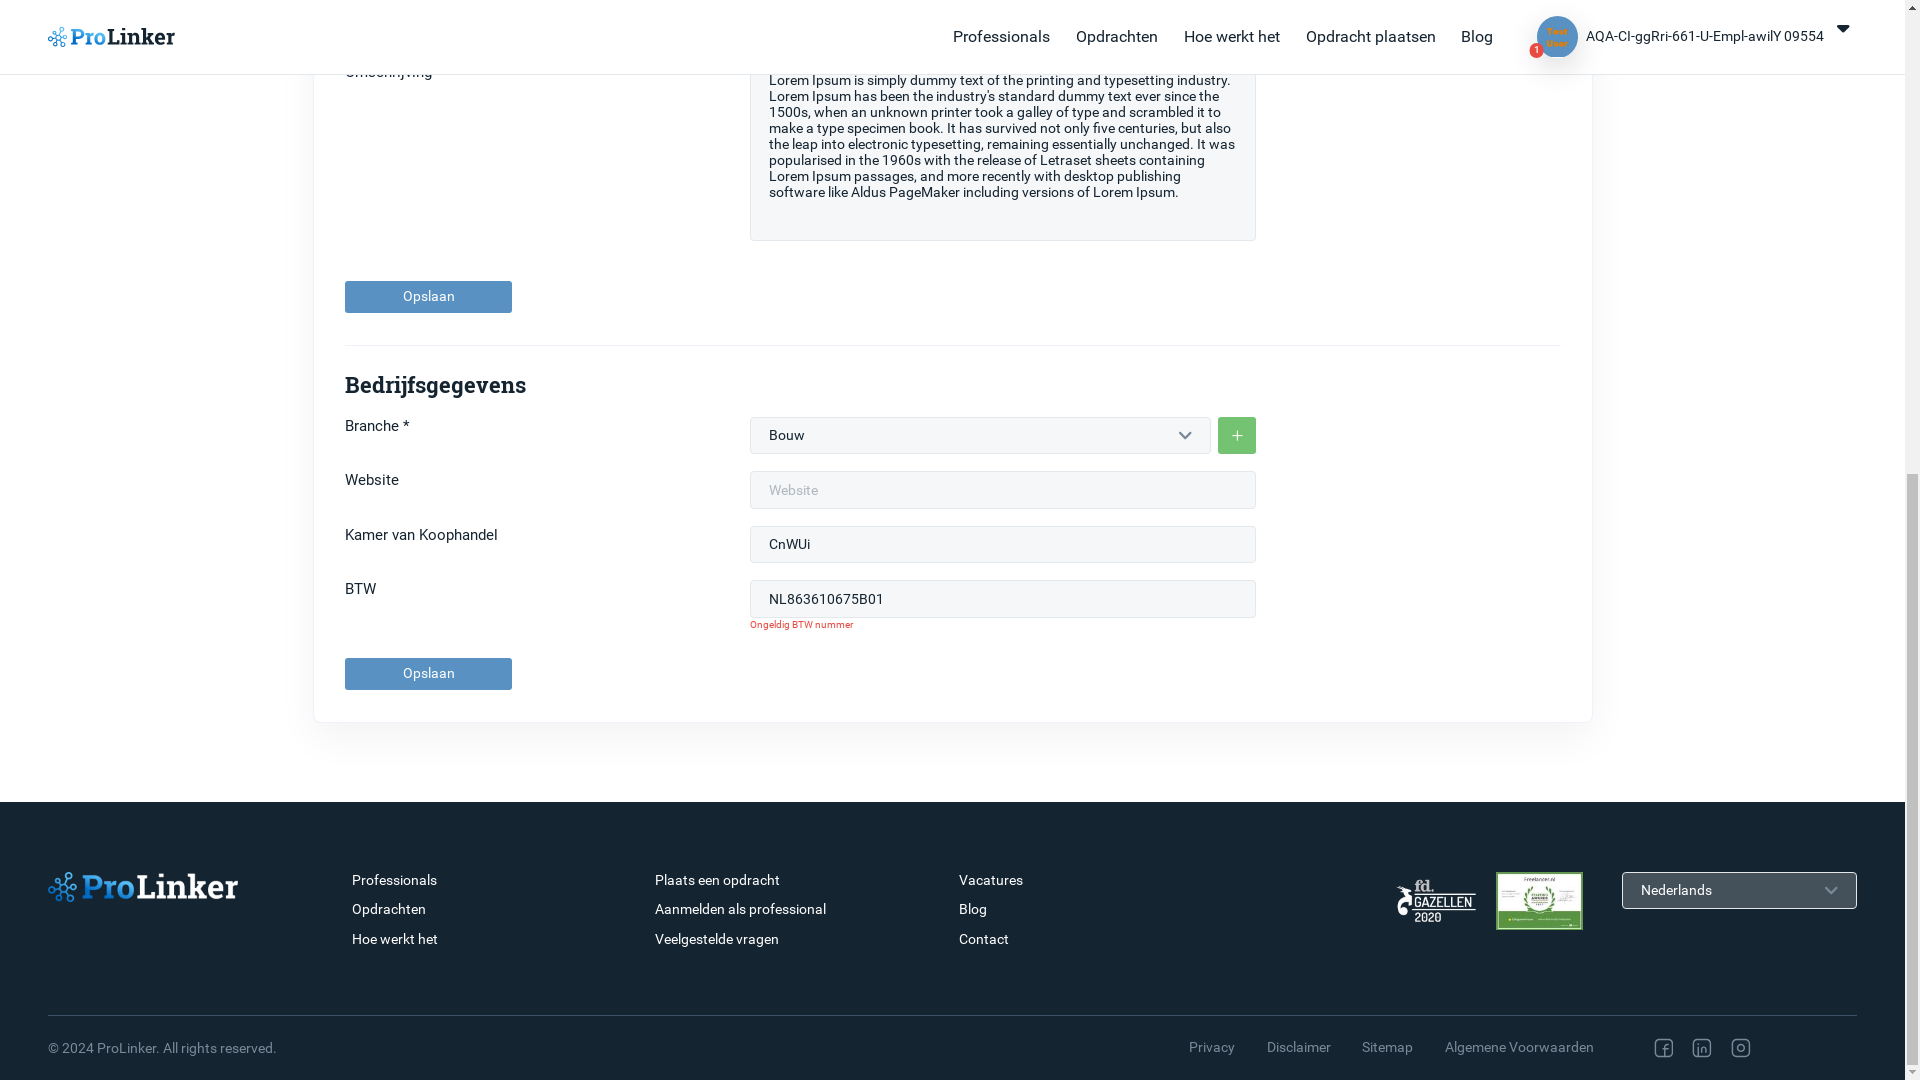 ProLinker
Professionals
Opdrachten
Hoe werkt het
Opdracht plaatsen
Blog
1
Test User
AQA-CI-ggRri-661-U-Empl-awilY 09554
Omschrijving
Lorem Ipsum is simply dummy text of the printing and typesetting industry.
Lorem Ipsum has been the industry's standard dummy text ever since the
1500s, when an unknown printer took a galley of type and scrambled it to
make a type specimen book. It has survived not only five centuries, but also
the leap into electronic typesetting, remaining essentially unchanged. It was
popularised in the 1960s with the release of Letraset sheets containing
Lorem Ipsum passages, and more recently with desktop publishing
software like Aldus PageMaker including versions of Lorem Ipsum.
Opslaan
Bedrijfsgegevens
Branche *
Bouw
Website
Website
Kamer van Koophandel
CnWUi
BTW
NL863610675B01
Ongeldig BTW nummer
Opslaan
ProLinker
Professionals
Opdrachten
Hoe werkt het
Plaats een opdracht
Aanmelden als professional
Veelgestelde vragen
Vacatures
Blog
Contact
fd.
GAZELLEN
2020
Freelancer.nl
Nederlands
© 2024 ProLinker. All rights reserved.
Privacy
Disclaimer
Sitemap
Algemene Voorwaarden